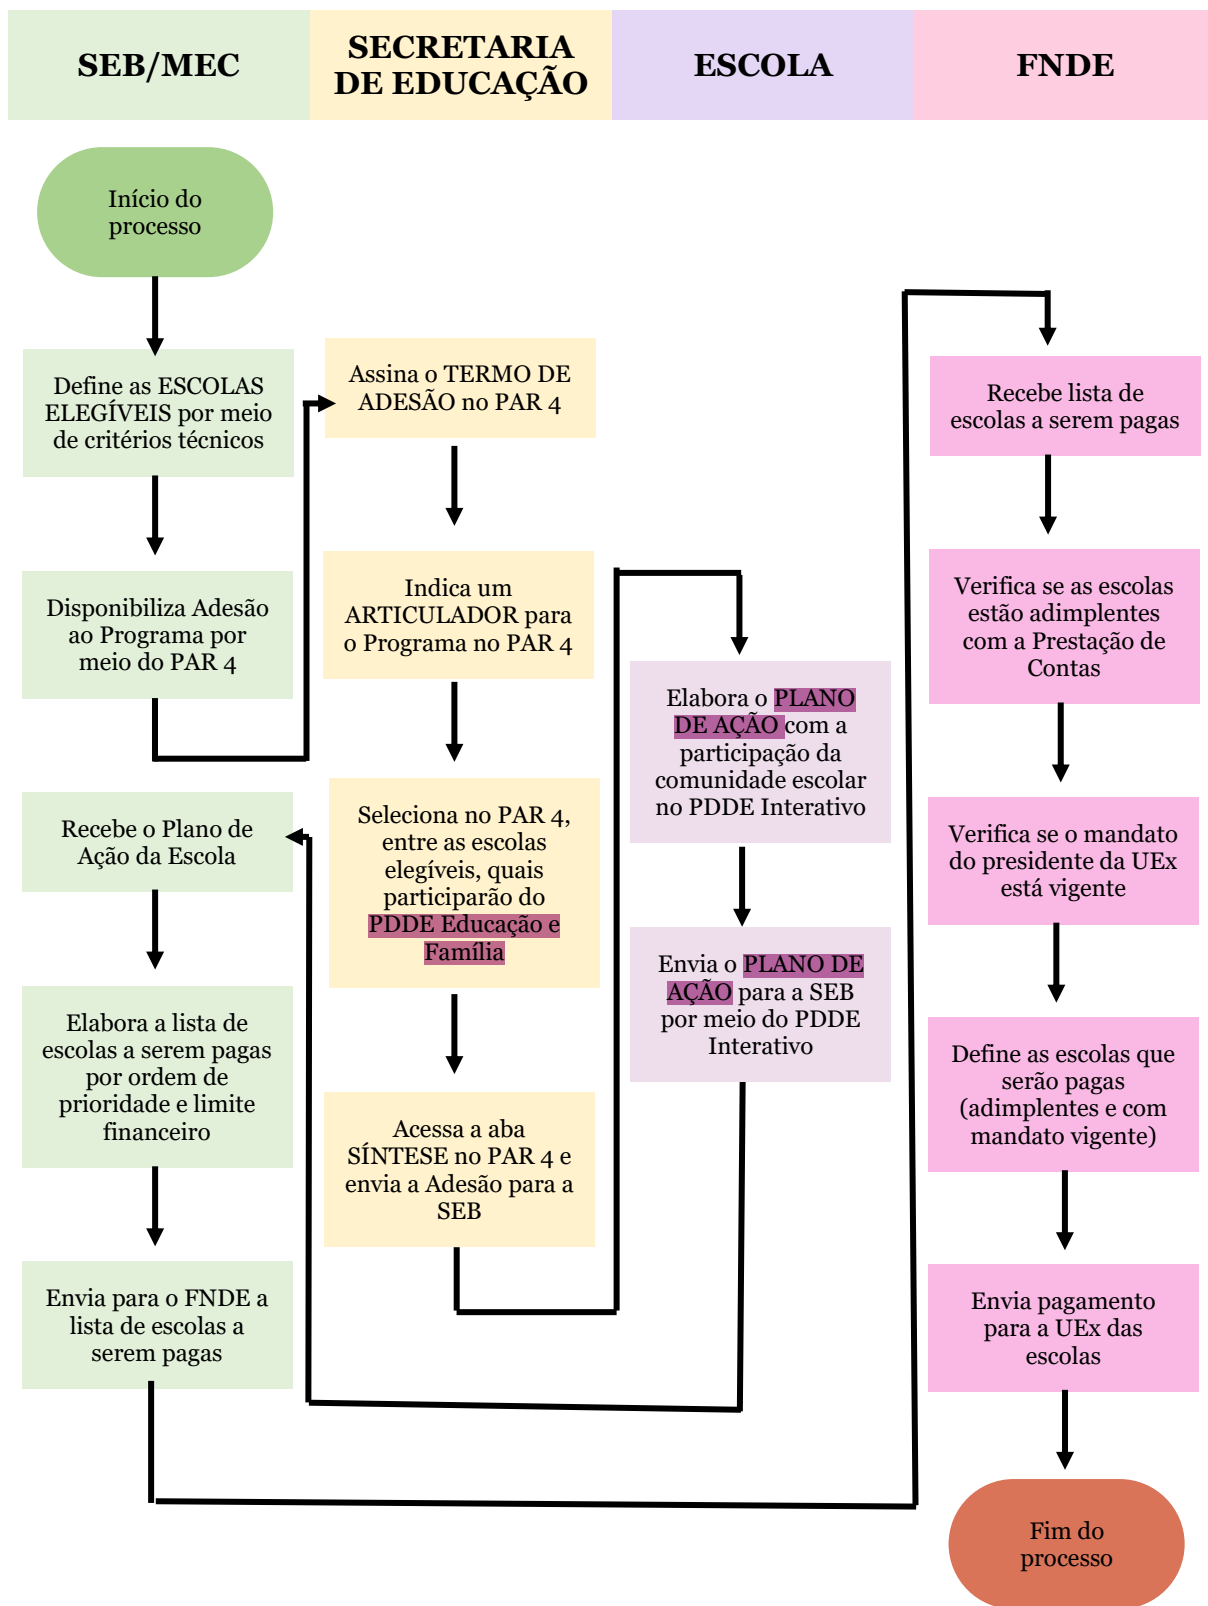 SEB/MEC
SECRETARIA
DE EDUCAÇÃO
ESCOLA
FNDE
Início do
processo
Define as ESCOLAS
ELEGÍVEIS por meio
de critérios técnicos
Disponibiliza Adesão
ao Programa por
meio do PAR 4
Assina o TERMO DE
ADESÃO no PAR 4
Indica um
ARTICULADOR para
o Programa no PAR 4
Seleciona no PAR 4,
entre as escolas
elegíveis, quais
participarão do
PDDE Educação e
Família
Acessa a aba
SÍNTESE no PAR 4 e
envia a Adesão para a
SEB
Elabora o PLANO
DE AÇÃO com a
participação da
comunidade escolar
no PDDE Interativo
Envia o PLANO DE
AÇÃO para a SEB
por meio do PDDE
Interativo
Recebe o Plano de
Ação da Escola
Elabora a lista de
escolas a serem pagas
por ordem de
prioridade e limite
financeiro
Envia para o FNDE a
lista de escolas a
serem pagas
Recebe lista de
escolas a serem pagas
Verifica se as escolas
estão adimplentes
com a Prestação de
Contas
Verifica se o mandato
do presidente da UEx
está vigente
Define as escolas que
serão pagas
(adimplentes e com
mandato vigente)
Envia pagamento
para a UEx das
escolas
Fim do
processo